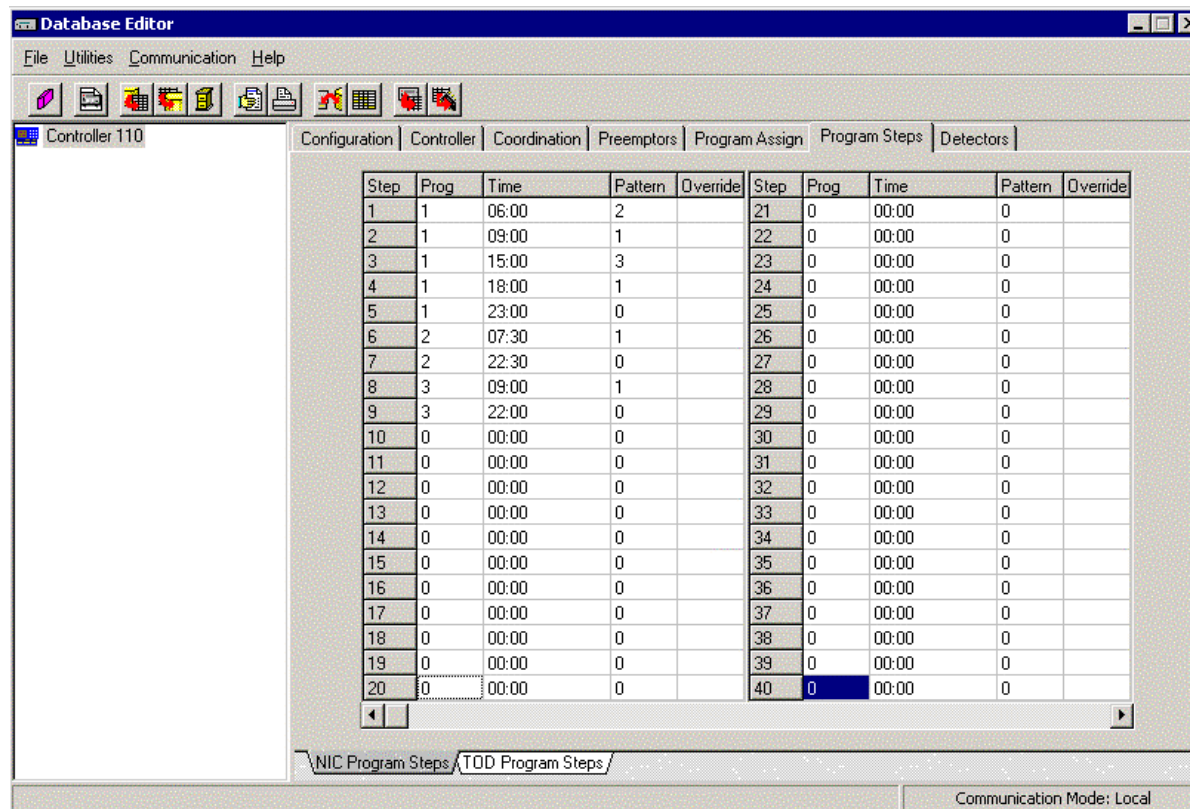 Database Editor
File Utilities Communication Help
Controller 110
Configuration Controller Coordination Preemptors Program Assign Program Steps Detectors
Step Prog Time Pattern Override Step Prog Time Pattern Override
1 1 06:00 2 21 0 00:00 0
2 1 09:00 1 22 0 00:00 0
3 1 15:00 3 23 0 00:00 0
4 1 18:00 1 24 0 00:00 0
5 1 23:00 0 25 0 00:00 0
6 2 07:30 1 26 0 00:00 0
7 2 22:30 0 27 0 00:00 0
8 3 09:00 1 28 0 00:00 0
9 3 22:00 0 29 0 00:00 0
10 0 00:00 0 30 0 00:00 0
11 0 00:00 0 31 0 00:00 0
12 0 00:00 0 32 0 00:00 0
13 0 00:00 0 33 0 00:00 0
14 0 00:00 0 34 0 00:00 0
15 0 00:00 0 35 0 00:00 0
16 0 00:00 0 36 0 00:00 0
17 0 00:00 0 37 0 00:00 0
18 0 00:00 0 38 0 00:00 0
19 0 00:00 0 39 0 00:00 0
20 0 00:00 0 40 0 00:00 0
NIC Program Steps TOD Program Steps
Communication Mode: Local